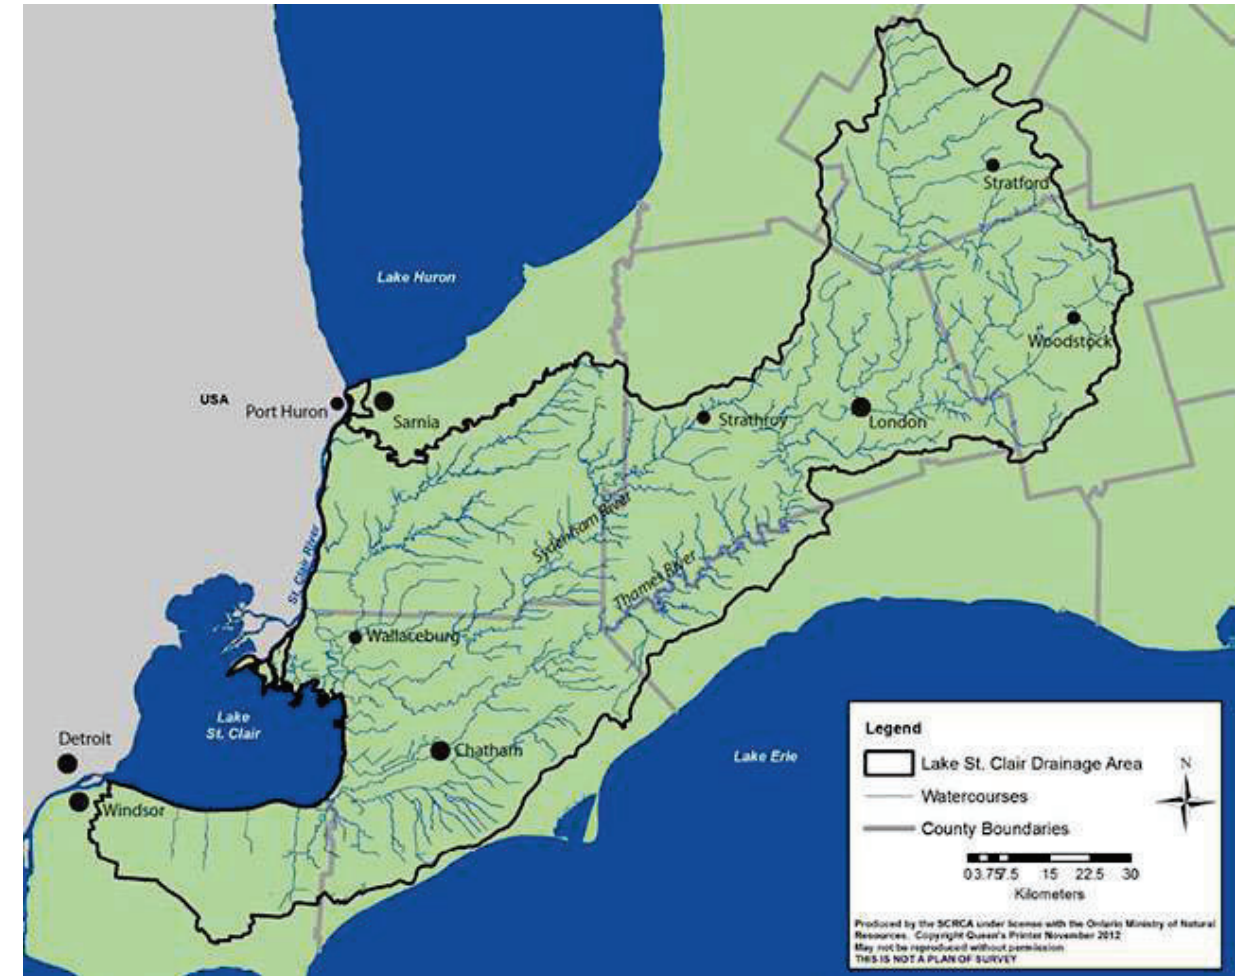 Lake Huron
Stratford
Woodstock
USA
Port Huron
Sarnia
Strathroy
London
Sydenham River
St. Clair River
Thames River
Wallaceburg
Lake
St. Clair
Detroit
Chatham
Windsor
Lake Erie
Legend
Lake St. Clair Drainage Area
Watercourses
County Boundaries
N
0 3.75 7.5 15 22.5 30
Kilometers
Produced by the SCRCA under license with the Ontario Ministry of Natural
Resources. Copyright Queen's Printer November 2012
May not be reproduced without permission
THIS IS NOT A PLAN OF SURVEY